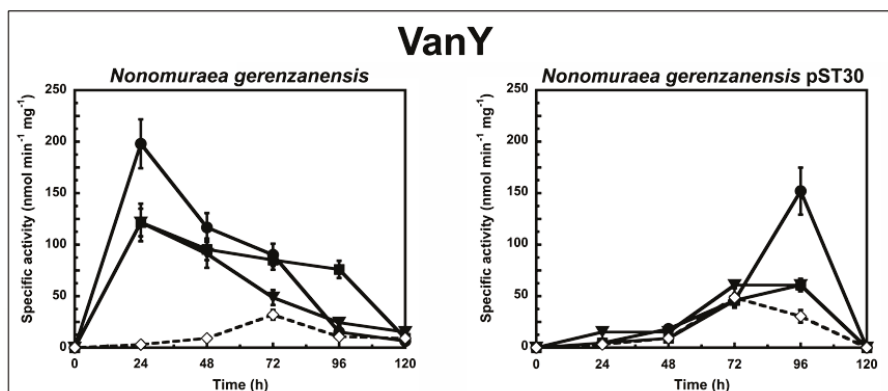 VanY
Nonomuraea gerenzanensis
Specific activity (nmol min⁻¹ mg⁻¹)
250
200
150
100
50
0
0 24 48 72 96 120
Time (h)
Nonomuraea gerenzanensis pST30
Specific activity (nmol min⁻¹ mg⁻¹)
250
200
150
100
50
0
0 24 48 72 96 120
Time (h)